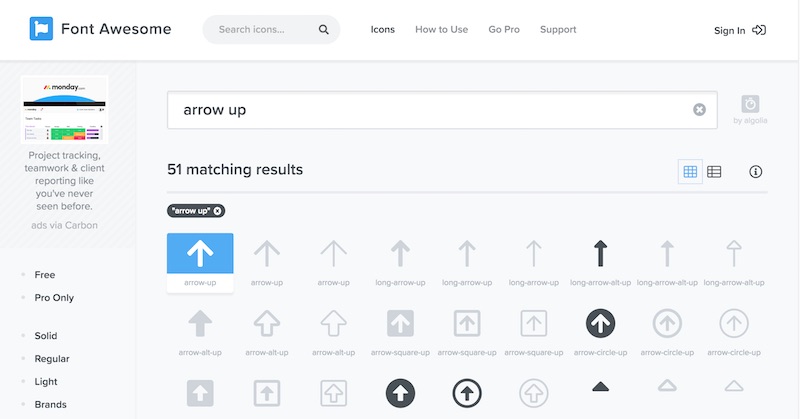 Font Awesome
Search icons...
Icons
How to Use
Go Pro
Support
Sign In
monday.com
Project tracking,
teamwork & client
reporting like
you've never
seen before.
ads via Carbon
Free
Pro Only
Solid
Regular
Light
Brands
arrow up
by algolia
51 matching results
"arrow up"
arrow-up
arrow-up
arrow-up
long-arrow-up
long-arrow-up
long-arrow-up
long-arrow-alt-up
long-arrow-alt-up
long-arrow-alt-up
arrow-alt-up
arrow-alt-up
arrow-alt-up
arrow-square-up
arrow-square-up
arrow-square-up
arrow-circle-up
arrow-circle-up
arrow-circle-up